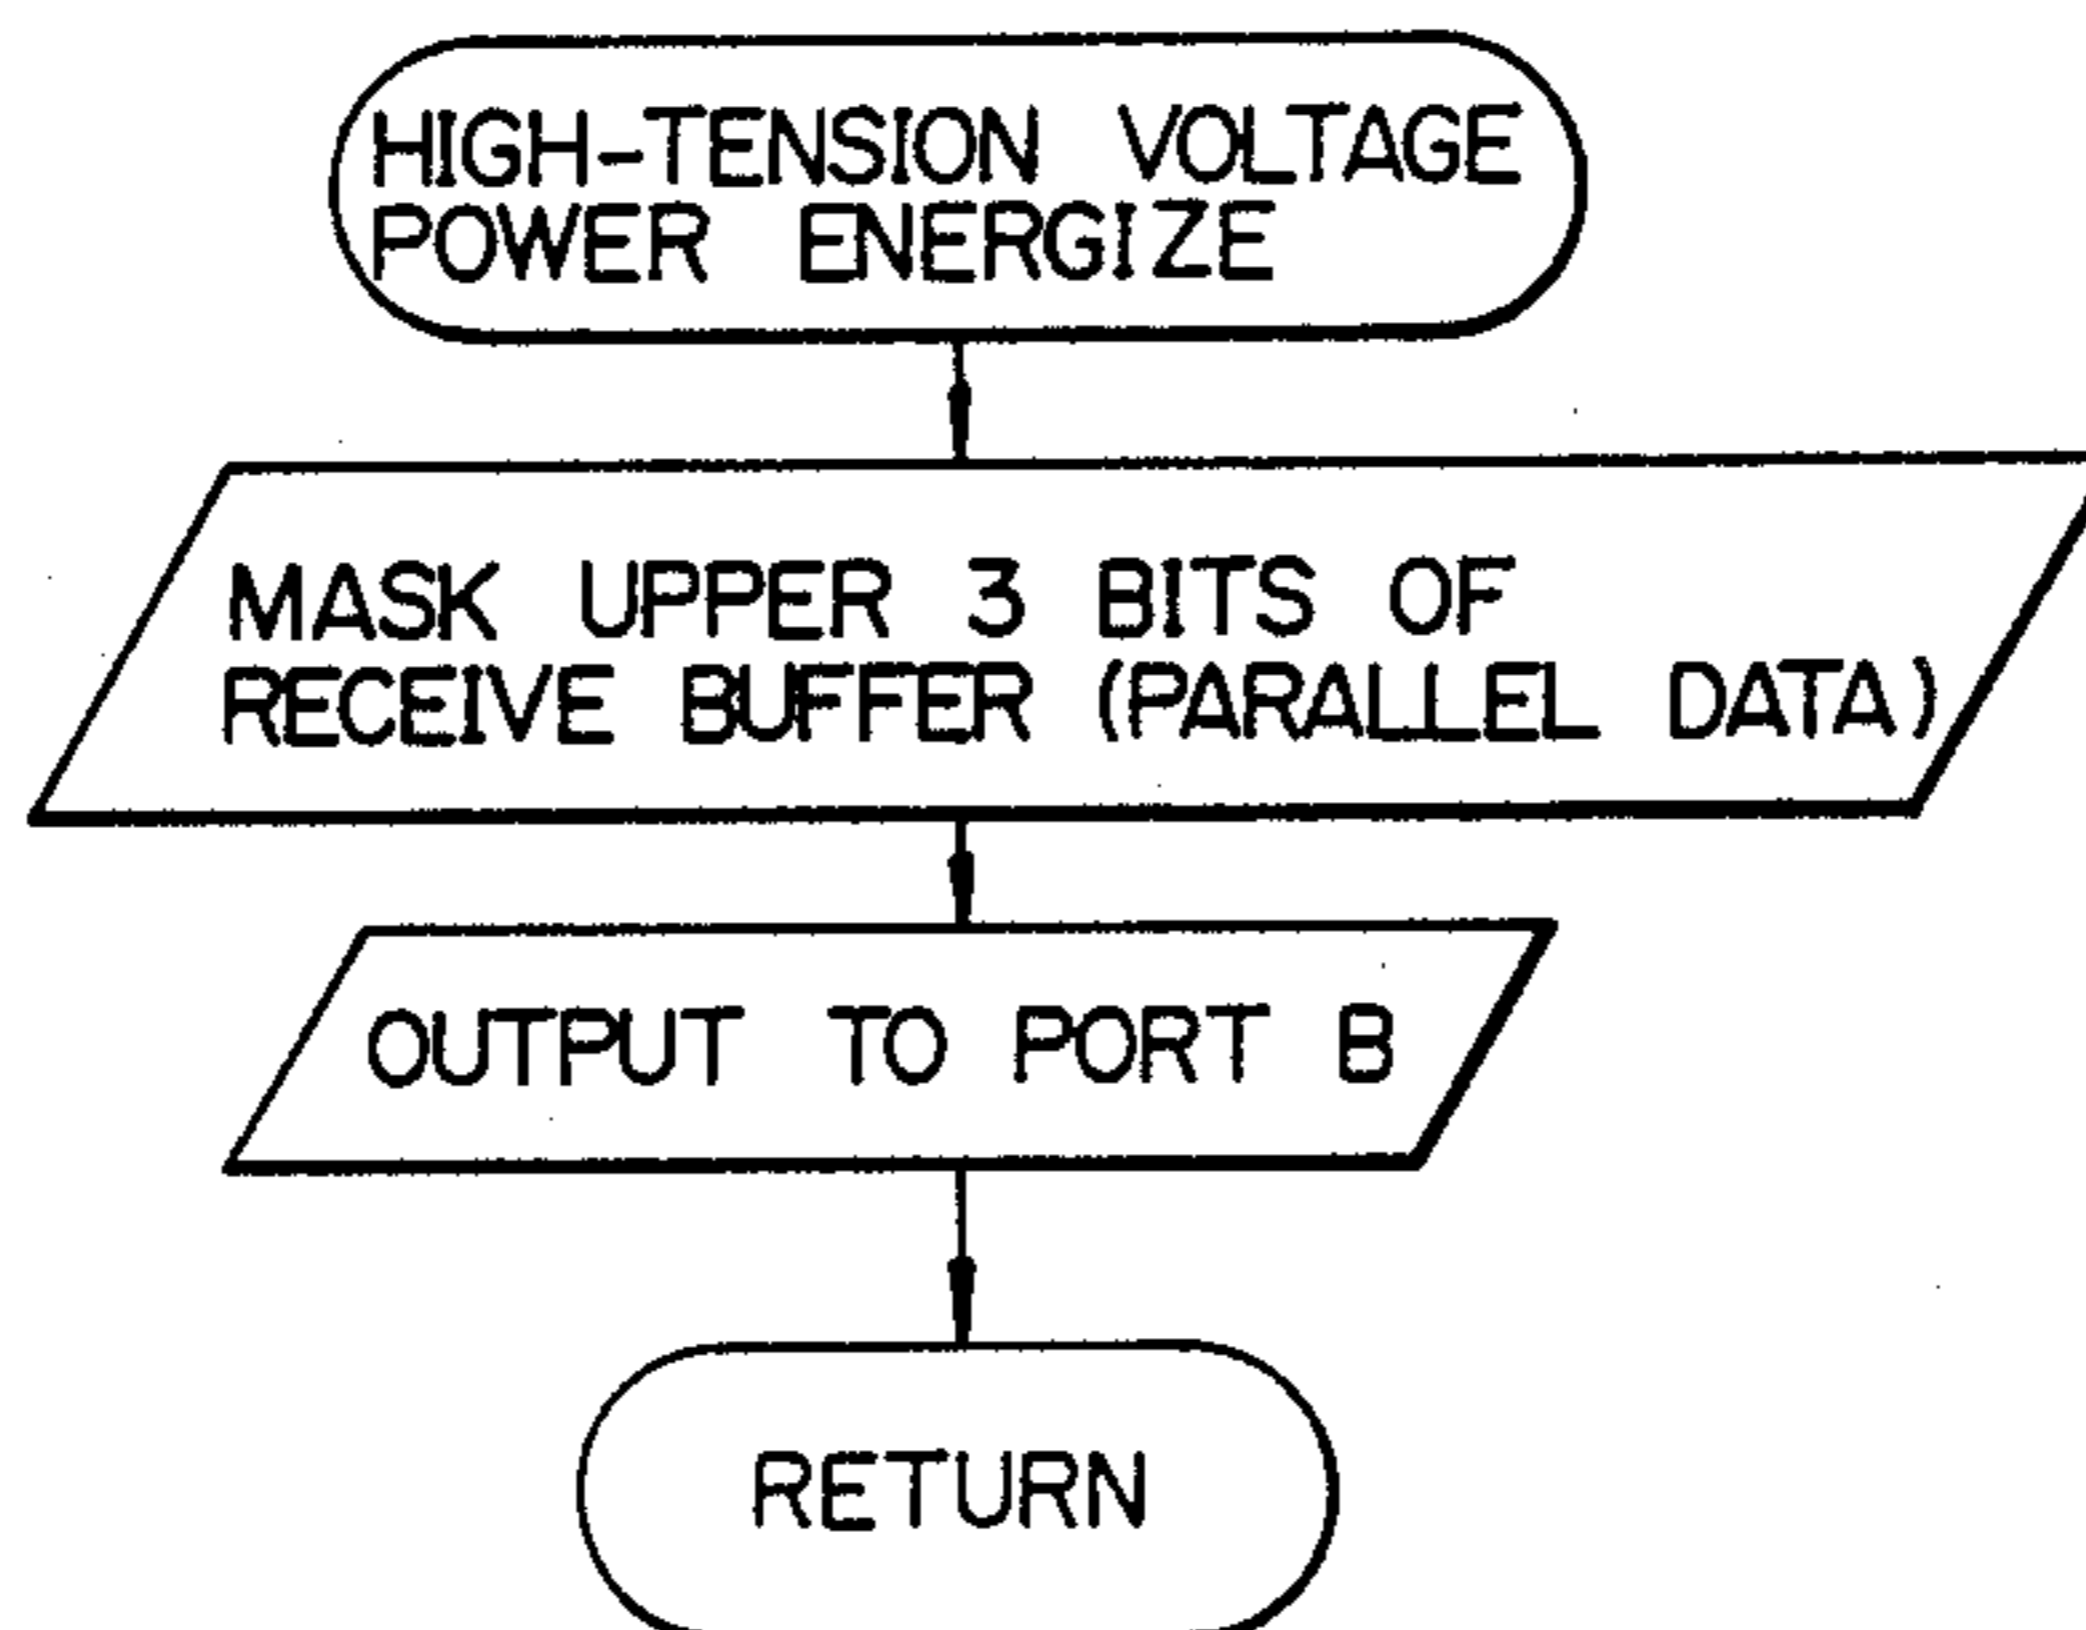 HIGH-TENSION VOLTAGE
POWER ENERGIZE
MASK UPPER 3 BITS OF
RECEIVE BUFFER (PARALLEL DATA)
OUTPUT TO PORT B
RETURN